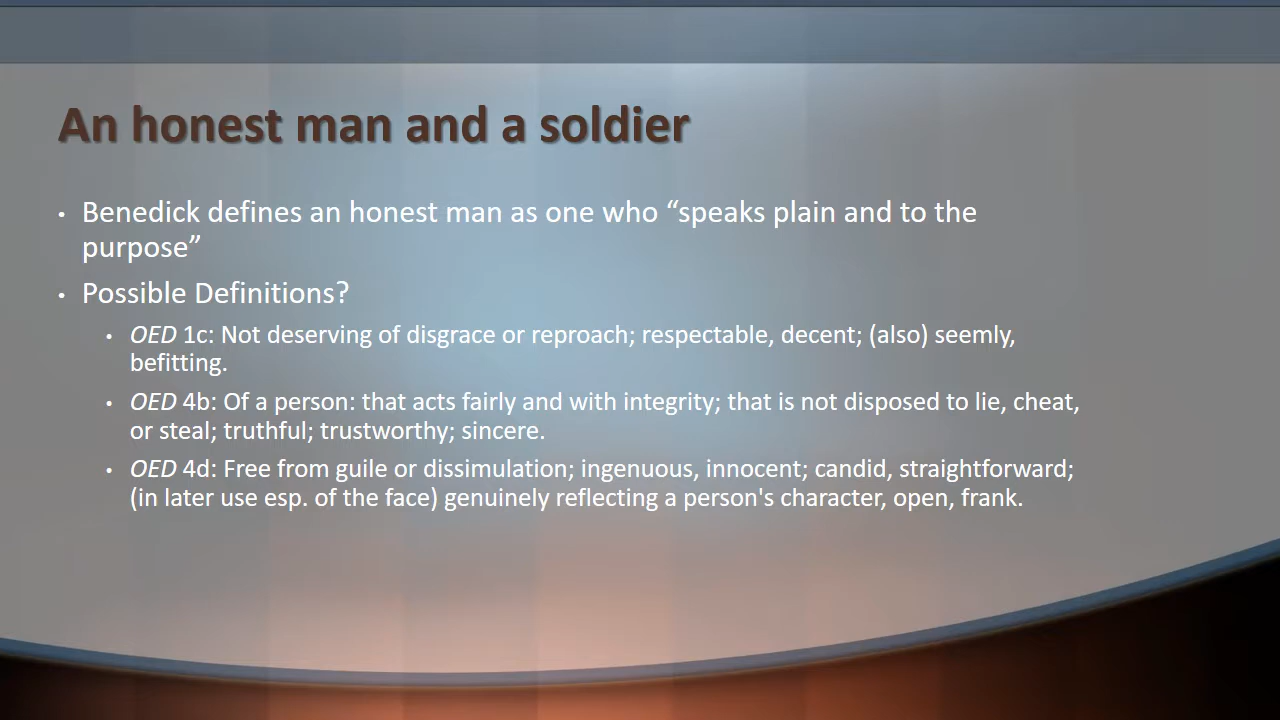 An honest man and a soldier
• Benedick defines an honest man as one who “speaks plain and to the
purpose”
• Possible Definitions?
• OED 1c: Not deserving of disgrace or reproach; respectable, decent; (also) seemly,
befitting.
• OED 4b: Of a person: that acts fairly and with integrity; that is not disposed to lie, cheat,
or steal; truthful; trustworthy; sincere.
• OED 4d: Free from guile or dissimulation; ingenuous, innocent; candid, straightforward;
(in later use esp. of the face) genuinely reflecting a person's character, open, frank.